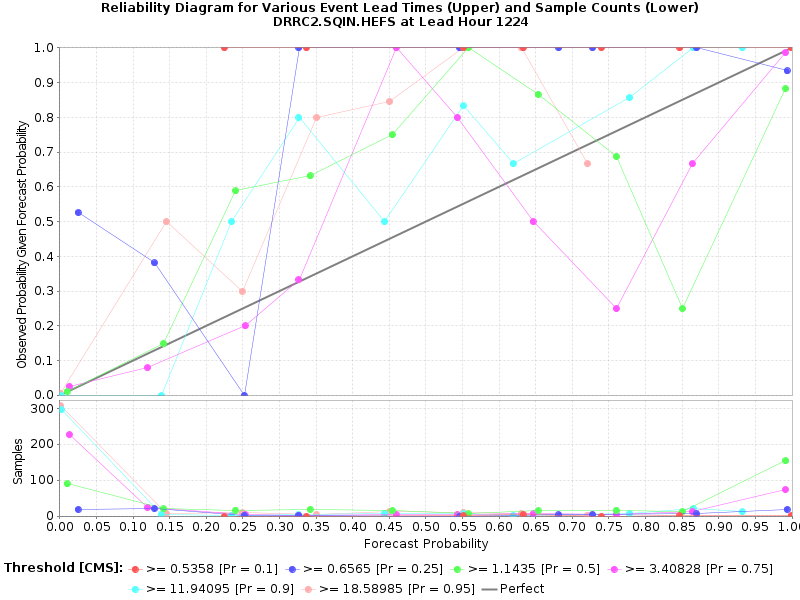 Reliability Diagram for Various Event Lead Times (Upper) and Sample Counts (Lower)
DRRC2.SQIN.HEFS at Lead Hour 1224
Observed Probability Given Forecast Probability
1.0
0.9
0.8
0.7
0.6
0.5
0.4
0.3
0.2
0.1
0.0
Samples
300
200
100
0
0.00 0.05 0.10 0.15 0.20 0.25 0.30 0.35 0.40 0.45 0.50 0.55 0.60 0.65 0.70 0.75 0.80 0.85 0.90 0.95 1.0
Forecast Probability
Threshold [CMS]: >= 0.5358 [Pr = 0.1] >= 0.6565 [Pr = 0.25] >= 1.1435 [Pr = 0.5] >= 3.40828 [Pr = 0.75]
>= 11.94095 [Pr = 0.9] >= 18.58985 [Pr = 0.95] Perfect